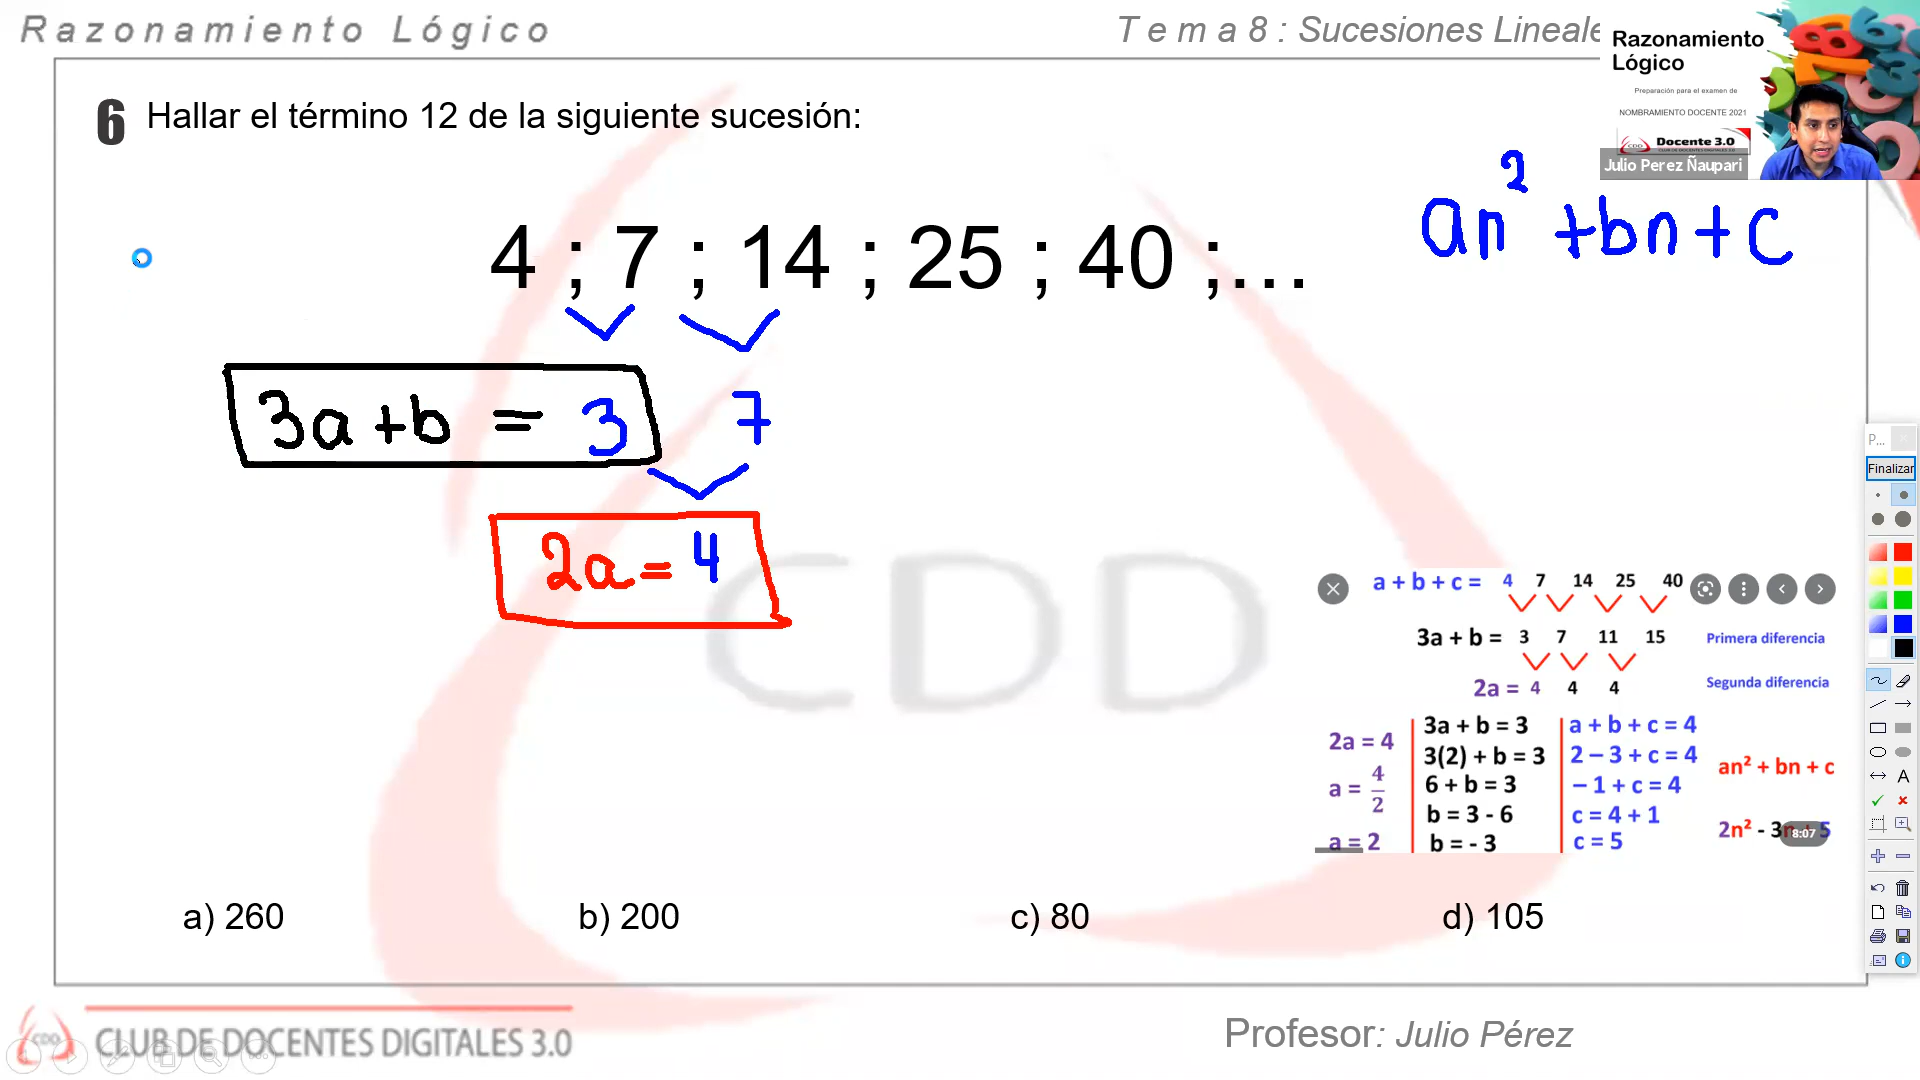 Razonamiento Lógico
Tema 8: Sucesiones Lineale
Razonamiento
Lógico
Preparación para el examen de
NOMBRAMIENTO DOCENTE 2021
Docente 3.0
Julio Perez Ñaupari
6 Hallar el término 12 de la siguiente sucesión:
an² + bn + c
4 ; 7 ; 14 ; 25 ; 40 ;...
3a + b = 3 7
2a = 4
CDD
a + b + c = 4 7 14 25 40
3a + b = 3 7 11 15 Primera diferencia
2a = 4 4 4 Segunda diferencia
2a = 4
a = 4/2
a = 2
3a + b = 3
3(2) + b = 3
6 + b = 3
b = 3 - 6
b = - 3
a + b + c = 4
2 – 3 + c = 4
– 1 + c = 4
c = 4 + 1
c = 5
an² + bn + c
2n² - 3n + 5
8:07
P...
Finalizar
A
a) 260 b) 200 c) 80 d) 105
CDD CLUB DE DOCENTES DIGITALES 3.0
Profesor: Julio Pérez